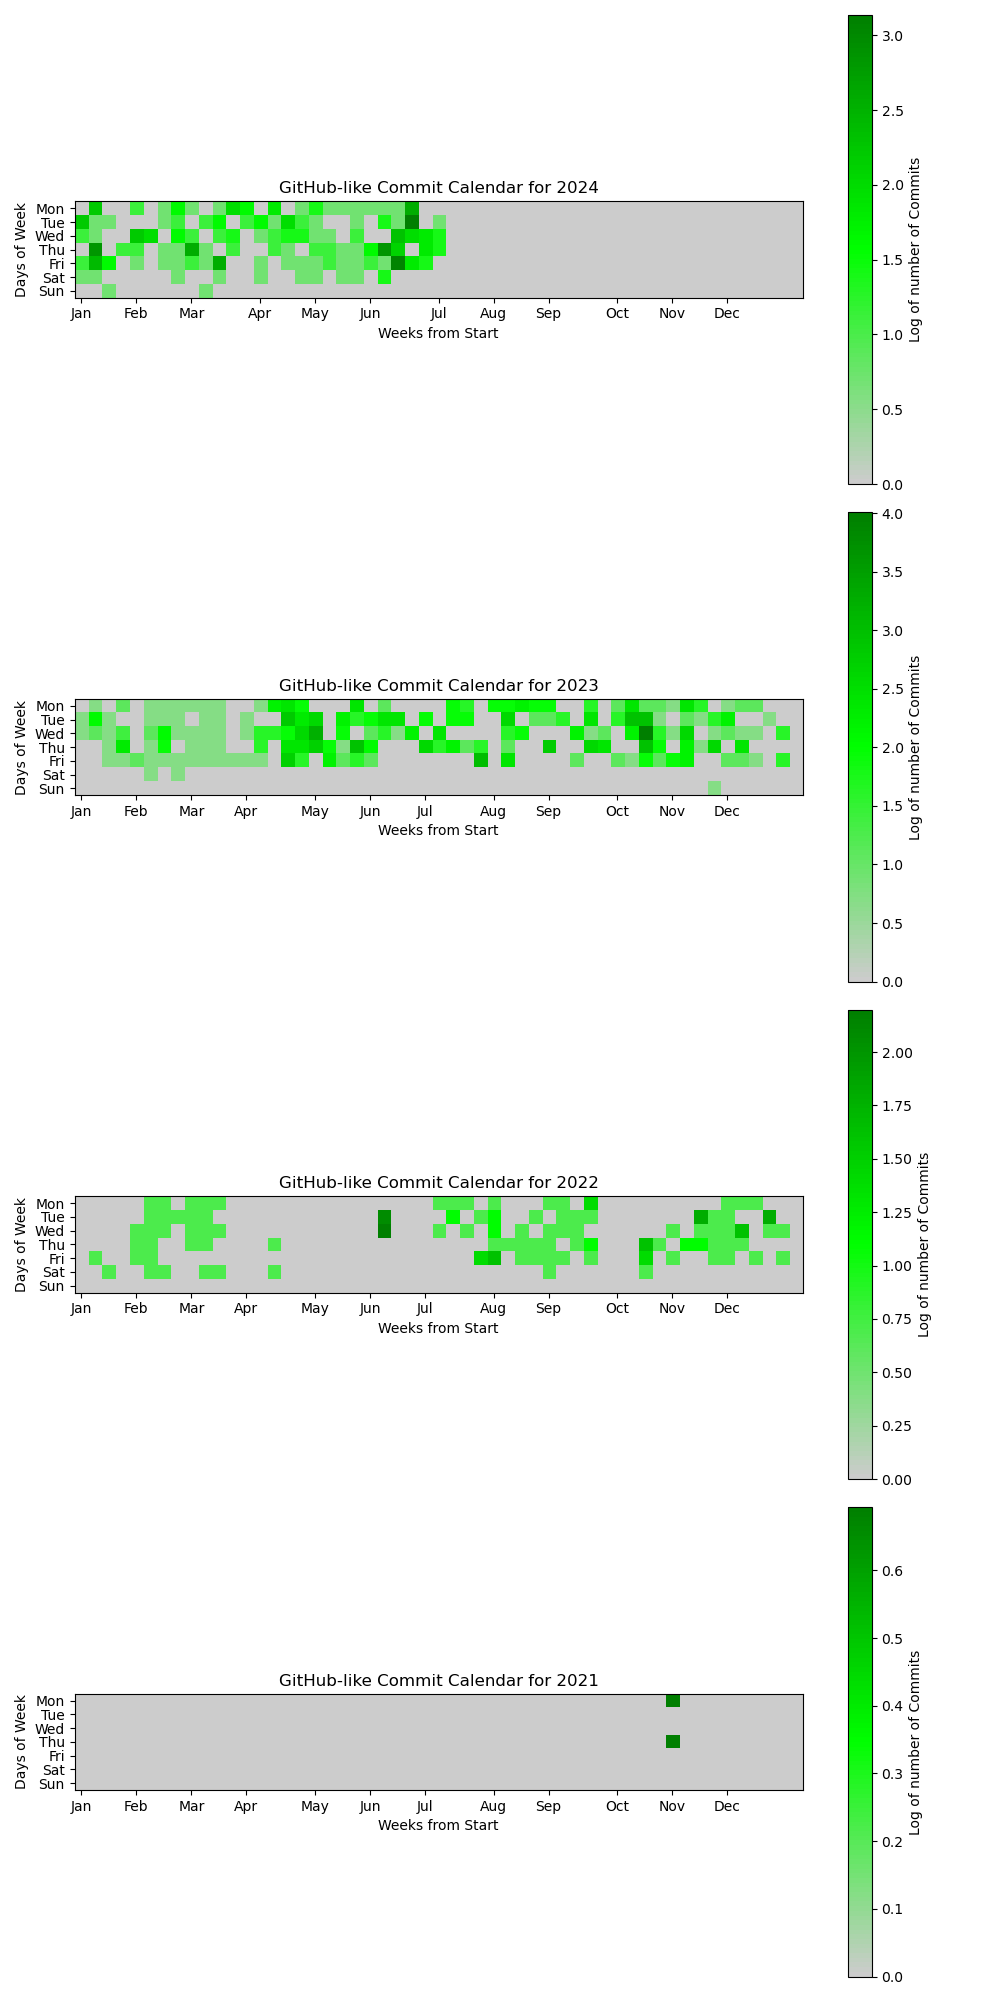 GitHub-like Commit Calendar for 2024
Days of Week
Mon
Tue
Wed
Thu
Fri
Sat
Sun
Jan Feb Mar Apr May Jun Jul Aug Sep Oct Nov Dec
Weeks from Start
3.0
2.5
2.0
1.5
1.0
0.5
0.0
Log of number of Commits
GitHub-like Commit Calendar for 2023
Days of Week
Mon
Tue
Wed
Thu
Fri
Sat
Sun
Jan Feb Mar Apr May Jun Jul Aug Sep Oct Nov Dec
Weeks from Start
4.0
3.5
3.0
2.5
2.0
1.5
1.0
0.5
0.0
Log of number of Commits
GitHub-like Commit Calendar for 2022
Days of Week
Mon
Tue
Wed
Thu
Fri
Sat
Sun
Jan Feb Mar Apr May Jun Jul Aug Sep Oct Nov Dec
Weeks from Start
2.00
1.75
1.50
1.25
1.00
0.75
0.50
0.25
0.00
Log of number of Commits
GitHub-like Commit Calendar for 2021
Days of Week
Mon
Tue
Wed
Thu
Fri
Sat
Sun
Jan Feb Mar Apr May Jun Jul Aug Sep Oct Nov Dec
Weeks from Start
0.6
0.5
0.4
0.3
0.2
0.1
0.0
Log of number of Commits